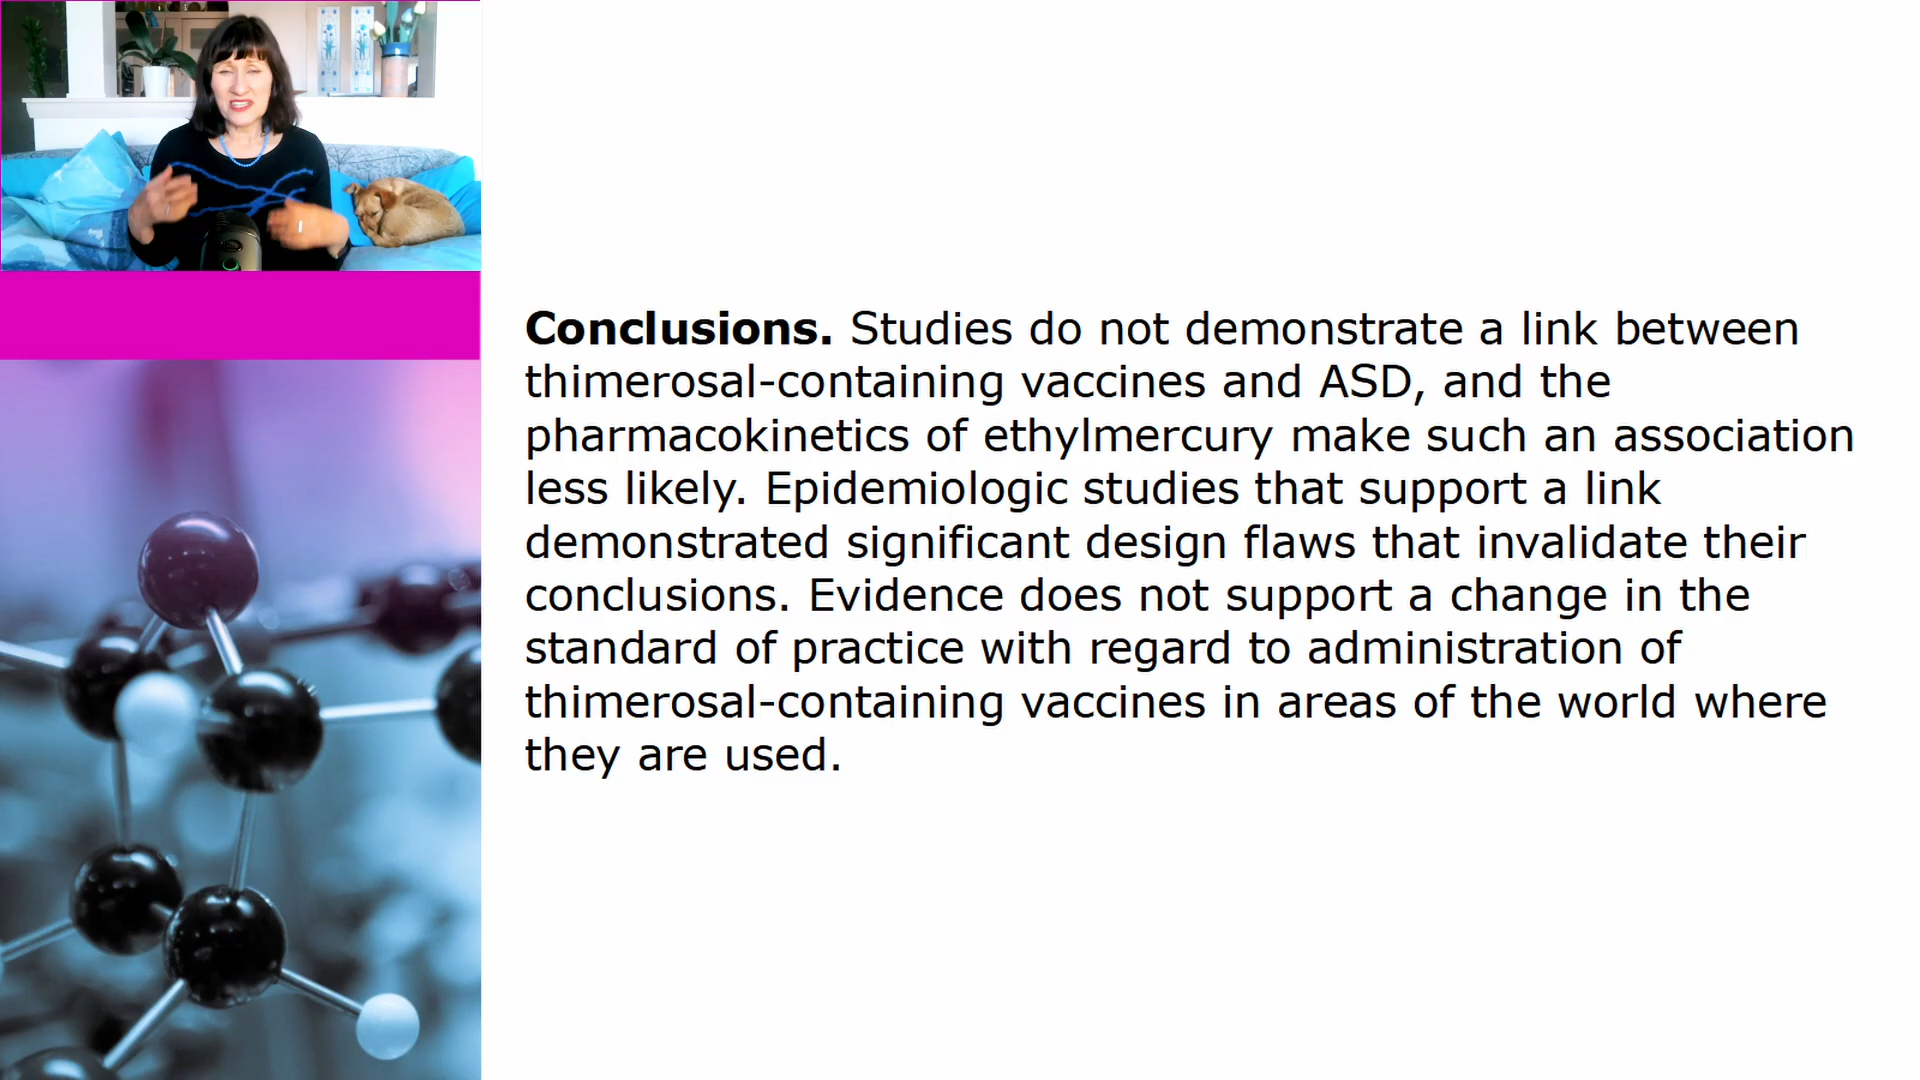 Conclusions. Studies do not demonstrate a link between
thimerosal-containing vaccines and ASD, and the
pharmacokinetics of ethylmercury make such an association
less likely. Epidemiologic studies that support a link
demonstrated significant design flaws that invalidate their
conclusions. Evidence does not support a change in the
standard of practice with regard to administration of
thimerosal-containing vaccines in areas of the world where
they are used.